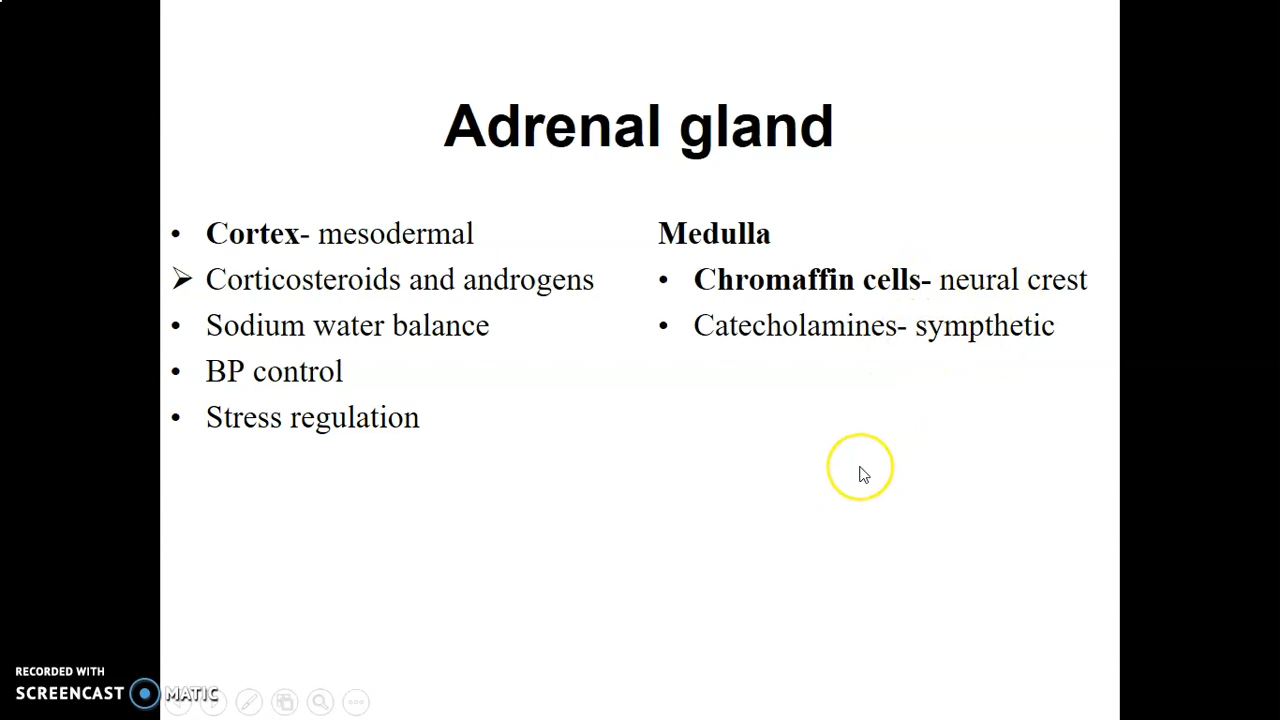 Adrenal gland
• Cortex- mesodermal
➢ Corticosteroids and androgens
• Sodium water balance
• BP control
• Stress regulation
Medulla
• Chromaffin cells- neural crest
• Catecholamines- sympthetic
RECORDED WITH
SCREENCAST MATIC